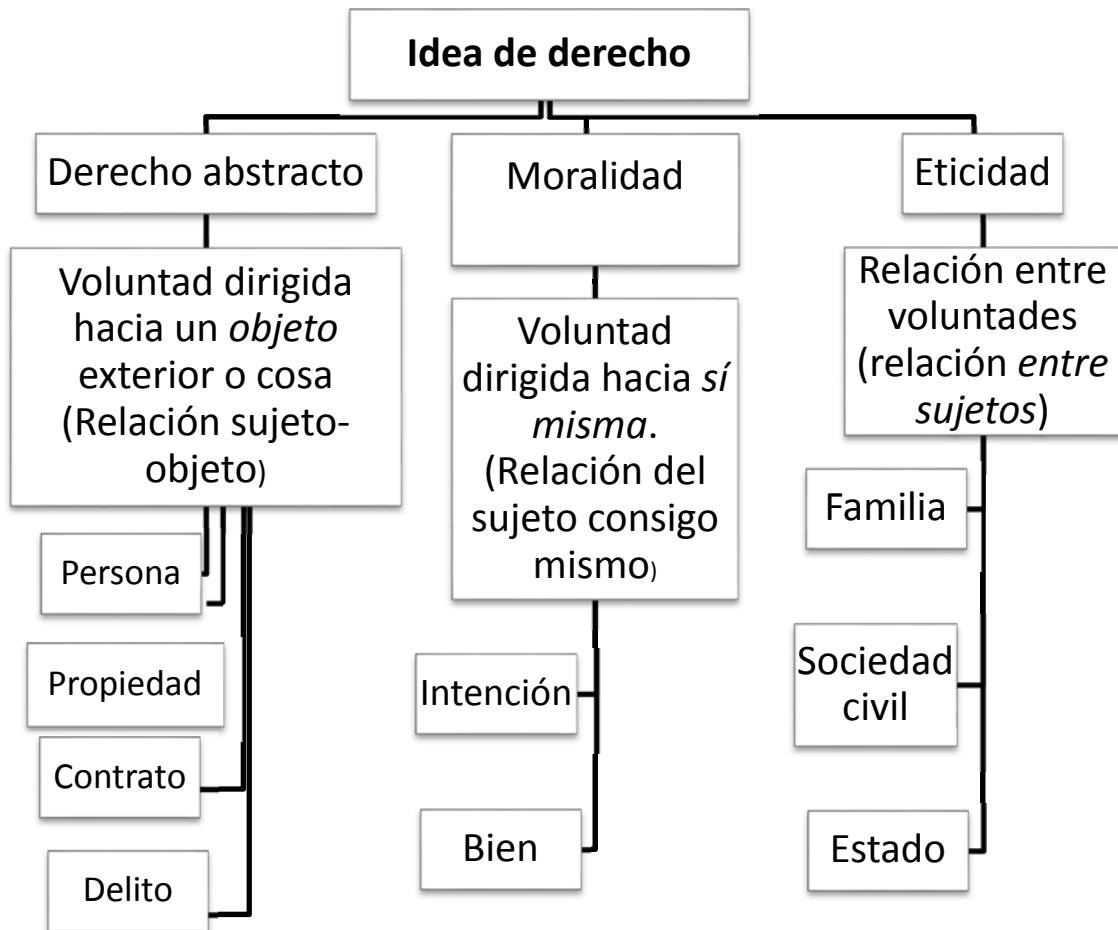 Idea de derecho
Derecho abstracto
Voluntad dirigida
hacia un objeto
exterior o cosa
(Relación sujeto-
objeto)
Persona
Propiedad
Contrato
Delito
Moralidad
Voluntad
dirigida hacia sí
misma.
(Relación del
sujeto consigo
mismo)
Intención
Bien
Eticidad
Relación entre
voluntades
(relación entre
sujetos)
Familia
Sociedad
civil
Estado